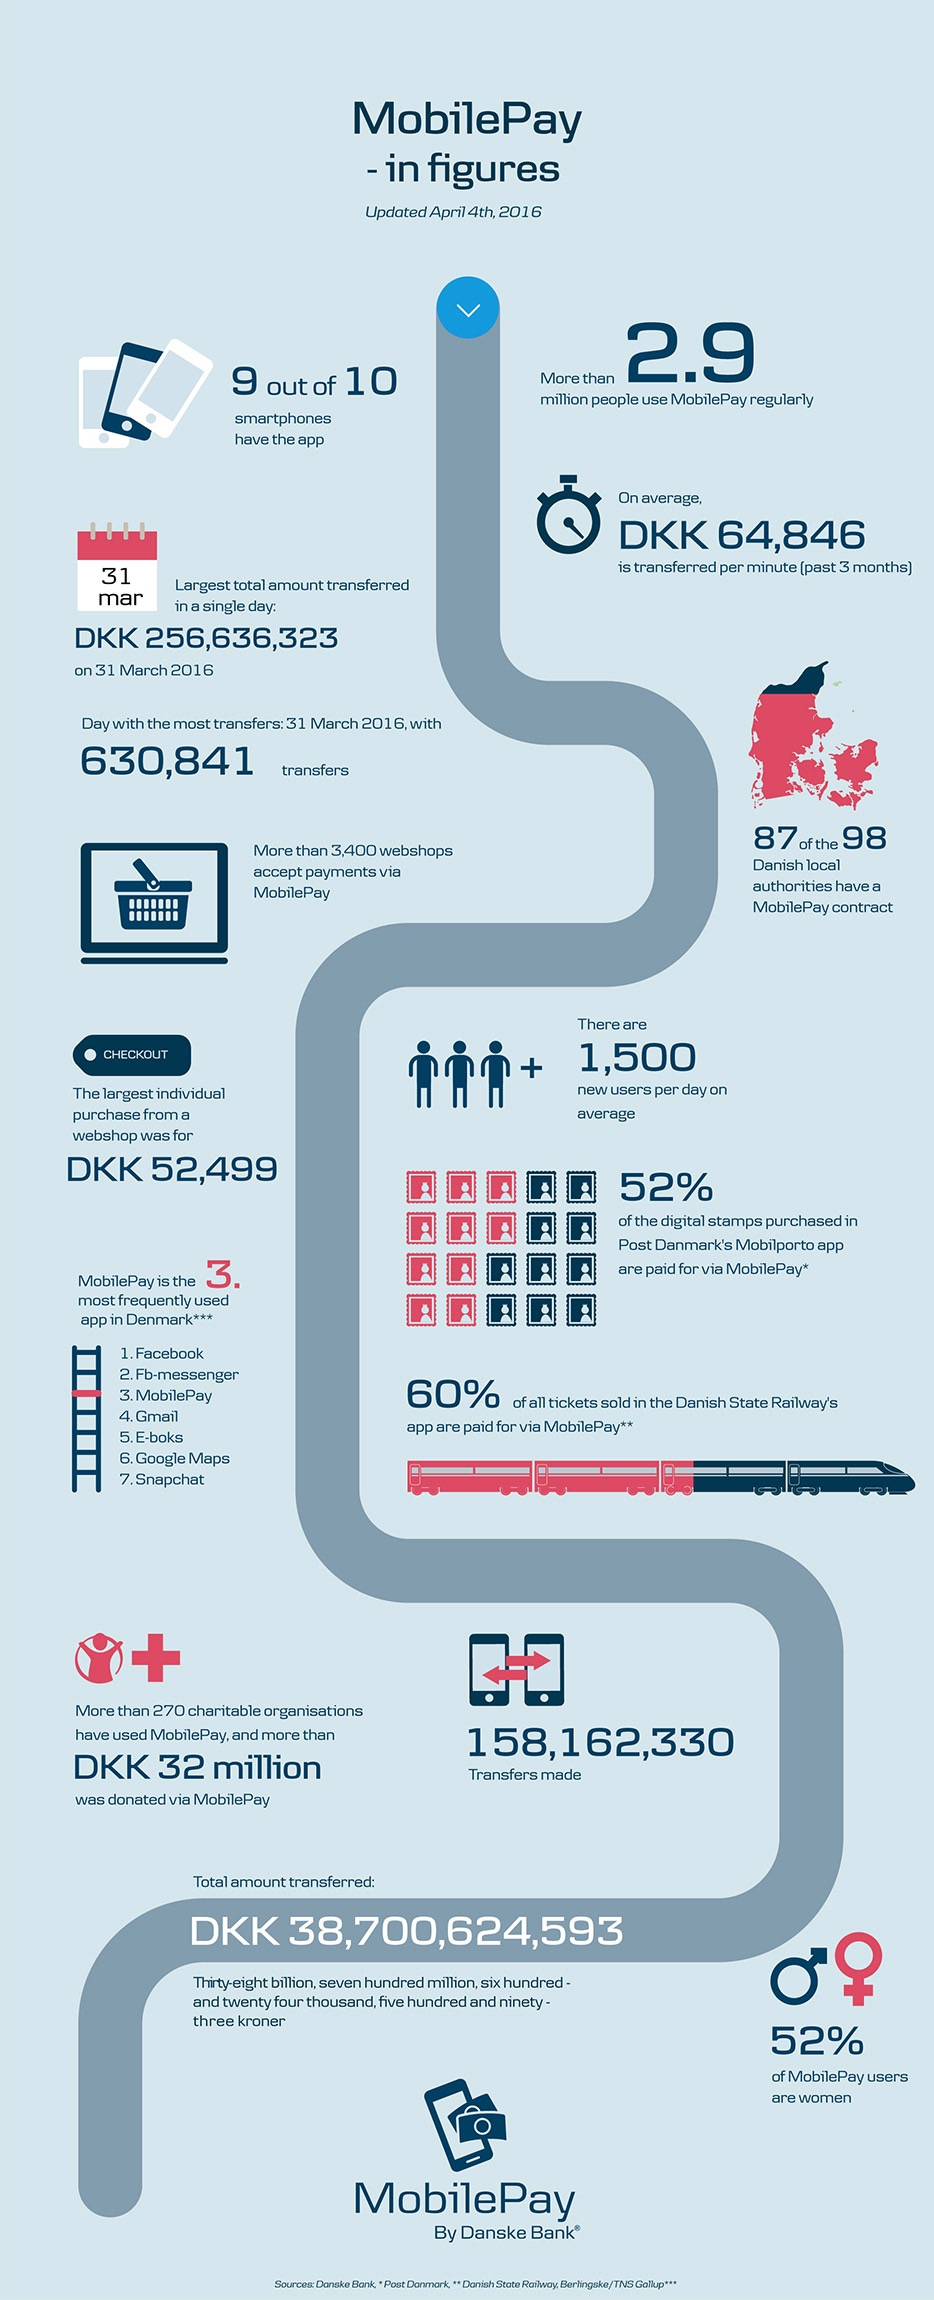 MobilePay
- in figures
Updated April 4th, 2016
9 out of 10
smartphones
have the app
More than 2.9
million people use MobilePay regularly
On average,
DKK 64,846
is transferred per minute (past 3 months)
31
mar
Largest total amount transferred
in a single day:
DKK 256,636,323
on 31 March 2016
Day with the most transfers: 31 March 2016, with
630,841 transfers
87 of the 98
Danish local
authorities have a
MobilePay contract
More than 3,400 webshops
accept payments via
MobilePay
CHECKOUT
The largest individual
purchase from a
webshop was for
DKK 52,499
There are
1,500
new users per day on
average
52%
of the digital stamps purchased in
Post Danmark's Mobilporto app
are paid for via MobilePay*
MobilePay is the 3.
most frequently used
app in Denmark***
1. Facebook
2. Fb-messenger
3. MobilePay
4. Gmail
5. E-boks
6. Google Maps
7. Snapchat
60% of all tickets sold in the Danish State Railway's
app are paid for via MobilePay**
More than 270 charitable organisations
have used MobilePay, and more than
DKK 32 million
was donated via MobilePay
158,162,330
Transfers made
Total amount transferred:
DKK 38,700,624,593
Thirty-eight billion, seven hundred million, six hundred -
and twenty four thousand, five hundred and ninety -
three kroner
52%
of MobilePay users
are women
MobilePay
By Danske Bank®
Sources: Danske Bank, * Post Danmark, ** Danish State Railway, Berlingske/TNS Gallup***